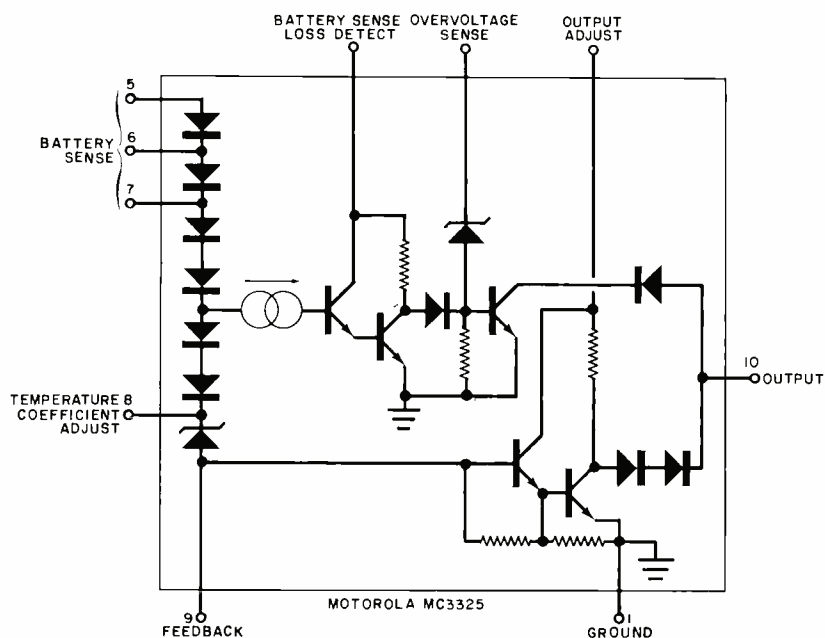 BATTERY SENSE
LOSS DETECT
OVERVOLTAGE
SENSE
OUTPUT
ADJUST
5
6
BATTERY
SENSE
7
10
OUTPUT
TEMPERATURE 8
COEFFICIENT
ADJUST
MOTOROLA MC3325
9
FEEDBACK
1
GROUND